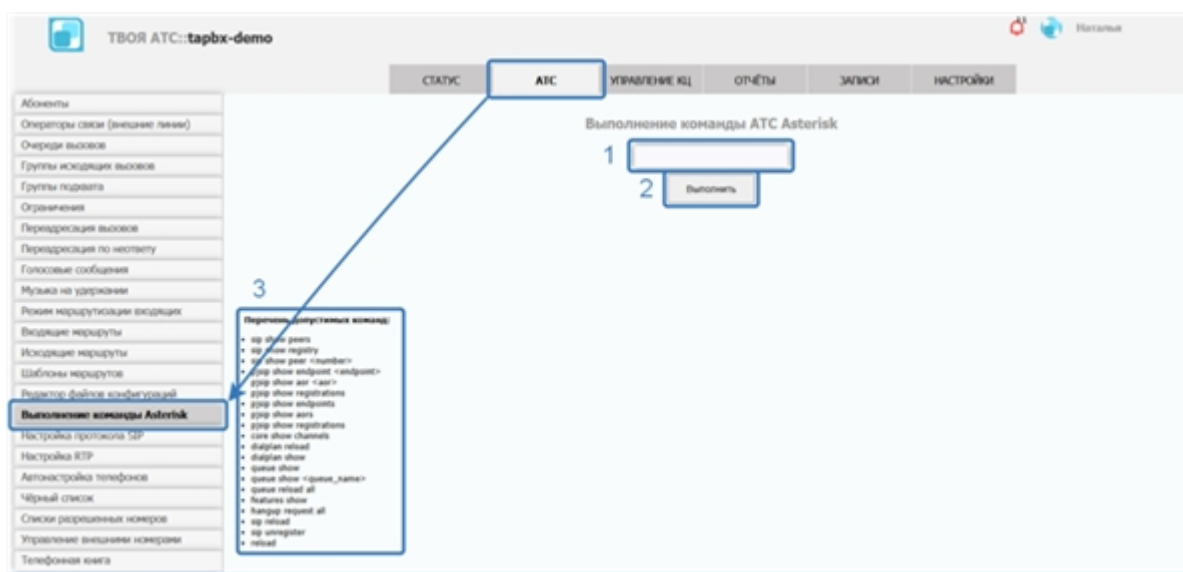 ТВОЯ АТС::tapbx-demo
Наталья
СТАТУС
АТС
УПРАВЛЕНИЕ КЦ
ОТЧЁТЫ
ЗАПИСИ
НАСТРОЙКИ
Абоненты
Операторы связи (внешние линии)
Очереди вызовов
Группы исходящих вызовов
Группы подхвата
Ограничения
Переадресация вызовов
Переадресация по неответу
Голосовые сообщения
Музыка на удержании
Режим маршрутизации входящих
Входящие маршруты
Исходящие маршруты
Шаблоны маршрутов
Редактор файлов конфигураций
Выполнение команды Asterisk
Настройка протокола SIP
Настройка RTP
Автонастройка телефонов
Чёрный список
Списки разрешенных номеров
Управление внешними номерами
Телефонная книга
Выполнение команды АТС Asterisk
1
2
Выполнить
3
Перечень допустимых команд:
sip show peers
sip show registry
sip show peer <number>
pjsip show endpoint <endpoint>
pjsip show aor <aor>
pjsip show registrations
pjsip show endpoints
pjsip show aors
pjsip show registrations
core show channels
dialplan reload
dialplan show
queue show
queue show <queue_name>
queue reload all
features show
hangup request all
sip reload
sip unregister
reload